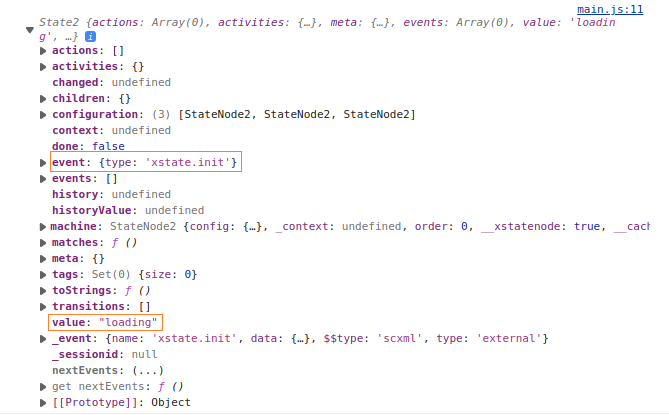 main.js:11
State2 {actions: Array(0), activities: {…}, meta: {…}, events: Array(0), value: 'loadin
g', …} i
actions: []
activities: {}
changed: undefined
children: {}
configuration: (3) [StateNode2, StateNode2, StateNode2]
context: undefined
done: false
event: {type: 'xstate.init'}
events: []
history: undefined
historyValue: undefined
machine: StateNode2 {config: {…}, _context: undefined, order: 0, __xstatenode: true, __cach
matches: ƒ ()
meta: {}
tags: Set(0) {size: 0}
toStrings: ƒ ()
transitions: []
value: "loading"
_event: {name: 'xstate.init', data: {…}, $$type: 'scxml', type: 'external'}
_sessionid: null
nextEvents: (...)
get nextEvents: ƒ ()
[[Prototype]]: Object